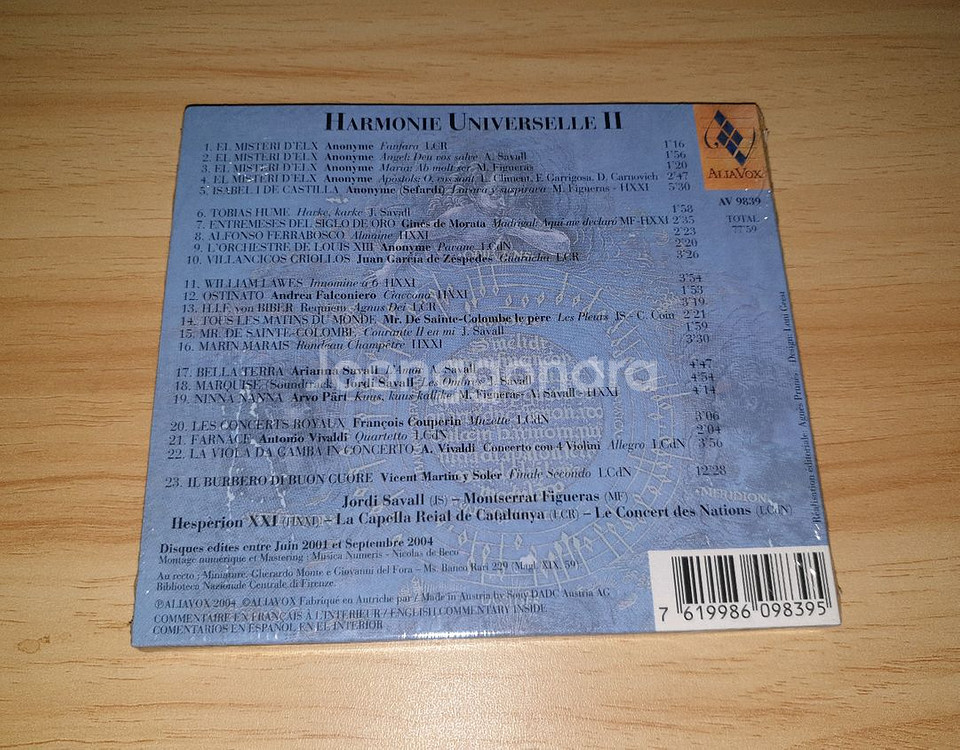 HARMONIE UNIVERSELLE II
ALIAVOX
AV 9839
TOTAL
77'59
1. EL MISTERI D'ELX Anonyme Fanfara LCR 1'16
2. EL MISTERI D'ELX Anonyme Angel: Deu vos salve A. Savall 1'56
3. EL MISTERI D'ELX Anonyme Maria: Ab molt ser M. Figueras 1'20
4. EL MISTERI D'ELX Anonyme Apòstols: O, cos sant L. Climent, F. Garrigosa, D. Carnovich 2'47
5. ISABEL I DE CASTILLA Anonyme (Sefardí) Lavava y suspirava M. Figueras - HXXI 5'30
6. TOBIAS HUME Harke, harke J. Savall 1'58
7. ENTREMESES DEL SIGLO DE ORO Ginés de Morata Madrigal: Aquí me declaró MF-HXXI 2'35
8. ALFONSO FERRABOSCO Almaine HXXI 2'23
9. L'ORCHESTRE DE LOUIS XIII Anonyme Pavane LCdN 2'20
10. VILLANCICOS CRIOLLOS Juan García de Zéspedes Guaracha LCR 3'26
11. WILLIAM LAWES Innomine a 6 HXXI 3'54
12. OSTINATO Andrea Falconiero Ciaccona HXXI 1'53
13. H.I.F. von BIBER Requiem Agnus Dei LCR 3'19
14. TOUS LES MATINS DU MONDE Mr. De Sainte-Colombe le père Les Pleurs JS - C. Coin 2'21
15. MR. DE SAINTE-COLOMBE Courante II en mi J. Savall 1'59
16. MARIN MARAIS Rondeau Champêtre HXXI 3'30
17. BELLA TERRA Arianna Savall A. Savall 4'47
18. MARQUISE (Soundtrack) Jordi Savall Les Ombres J. Savall 4'54
19. NINNA NANNA Arvo Pärt Kuus, kuus kallike M. Figueras- A. Savall - HXXI 4'14
20. LES CONCERTS ROYAUX François Couperin Muzette LCdN 3'06
21. FARNACE Antonio Vivaldi Quartetto LCdN 2'04
22. LA VIOLA DA GAMBA IN CONCERTO A. Vivaldi Concerto con 4 Violini Allegro LCdN 3'56
23. IL BURBERO DI BUON CUORE Vicent Martín y Soler Finale Secondo LCdN 12'28
Jordi Savall (JS) – Montserrat Figueras (MF)
Hespèrion XXI (HXXI) – La Capella Reial de Catalunya (LCR) – Le Concert des Nations (LCdN)
Disques edites entre Juin 2001 et Septembre 2004
Montage numérique et Mastering : Musica Numeris - Nicolas de Beco
Au recto : Miniature. Gherardo Monte e Giovanni del Fora – Ms. Banco Rari 229 (Magl. XIX, 59).
Biblioteca Nazionale Centrale di Firenze.
℗ALIAVOX 2004 ©ALIAVOX Fabriqué en Autriche par / Made in Austria by Sony DADC Austria AG
COMMENTAIRE EN FRANÇAIS À L'INTERIEUR / ENGLISH COMMENTARY INSIDE
COMENTARIOS EN ESPAÑOL EN EL INTERIOR
Réalisation éditoriale: Agnès Prunés Design:
MERIDION
7 619986 098395